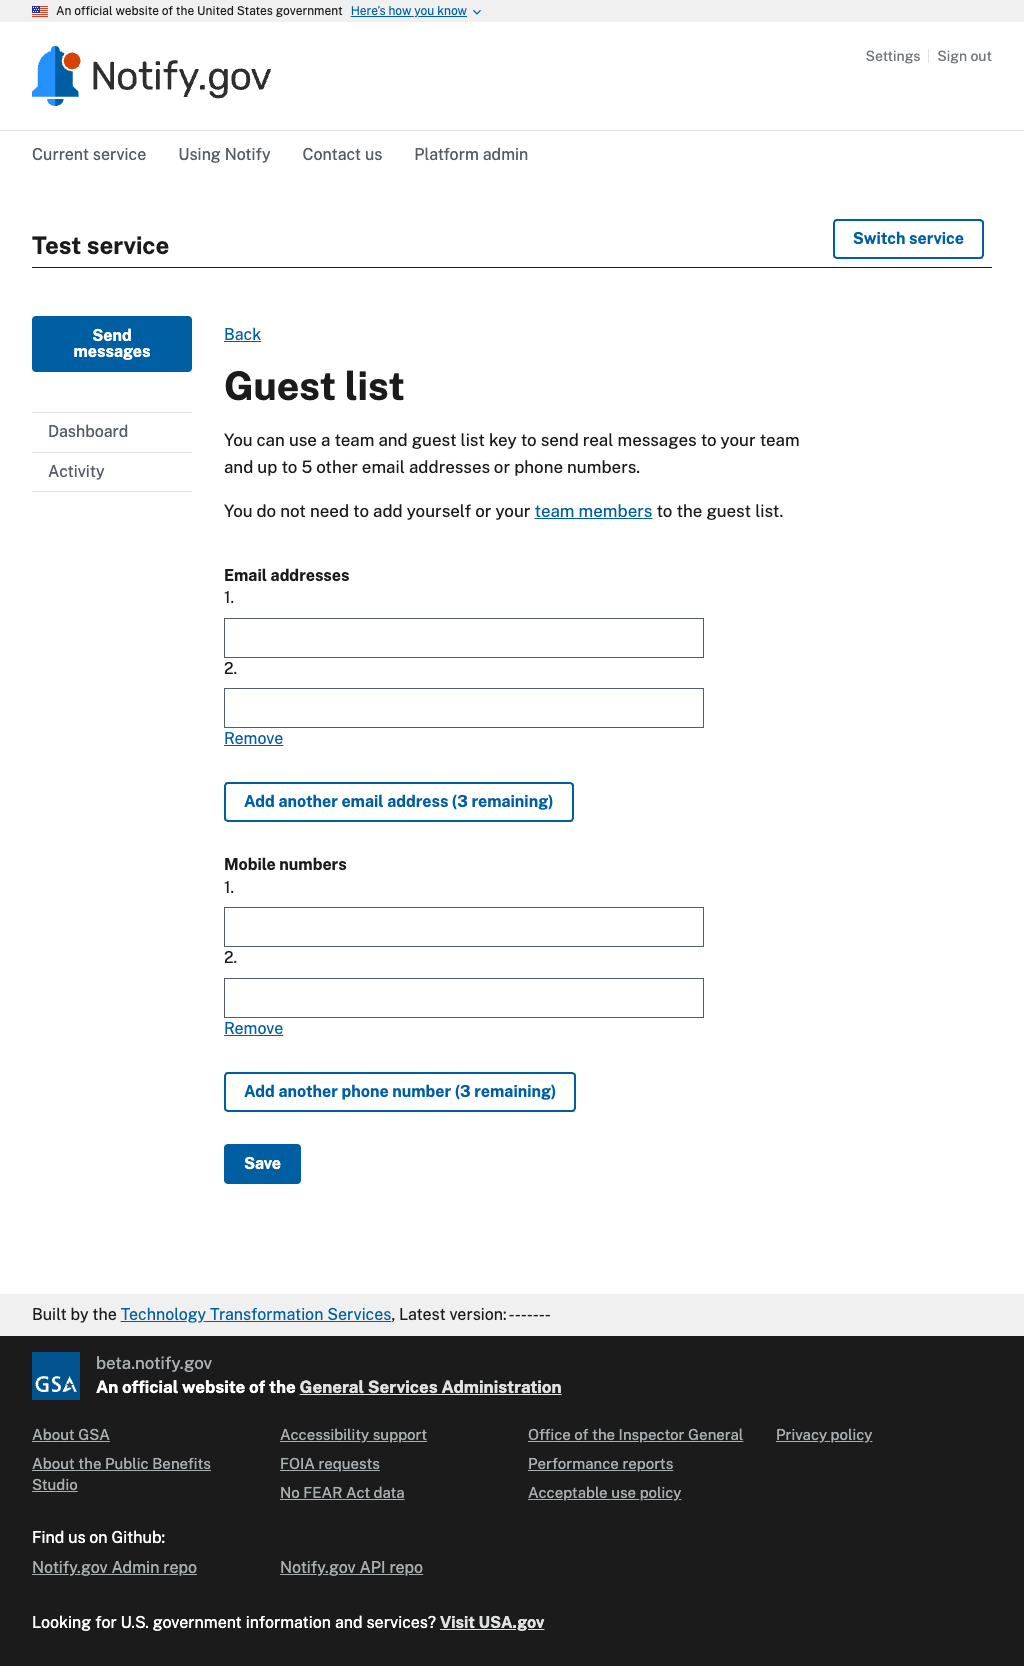 An official website of the United States government Here's how you know
Notify.gov
Settings Sign out
Current service Using Notify Contact us Platform admin
Test service
Switch service
Send
messages
Dashboard
Activity
Back
Guest list
You can use a team and guest list key to send real messages to your team
and up to 5 other email addresses or phone numbers.
You do not need to add yourself or your team members to the guest list.
Email addresses
1.
2.
Remove
Add another email address (3 remaining)
Mobile numbers
1.
2.
Remove
Add another phone number (3 remaining)
Save
Built by the Technology Transformation Services, Latest version:-------
GSA
beta.notify.gov
An official website of the General Services Administration
About GSA
About the Public Benefits
Studio
Accessibility support
FOIA requests
No FEAR Act data
Office of the Inspector General
Performance reports
Acceptable use policy
Privacy policy
Find us on Github:
Notify.gov Admin repo
Notify.gov API repo
Looking for U.S. government information and services? Visit USA.gov